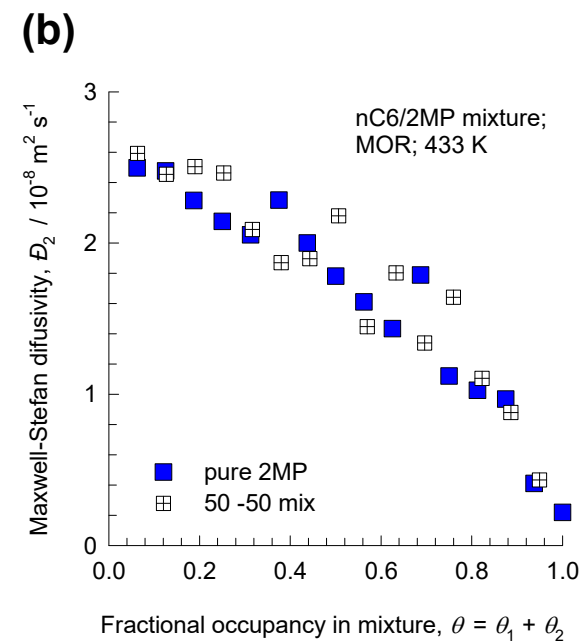 (b)
3
2
1
0
Maxwell-Stefan difusivity, Đ₂ / 10⁻⁸ m² s⁻¹
nC6/2MP mixture;
MOR; 433 K
pure 2MP
50 -50 mix
0.0 0.2 0.4 0.6 0.8 1.0
Fractional occupancy in mixture, θ = θ₁ + θ₂